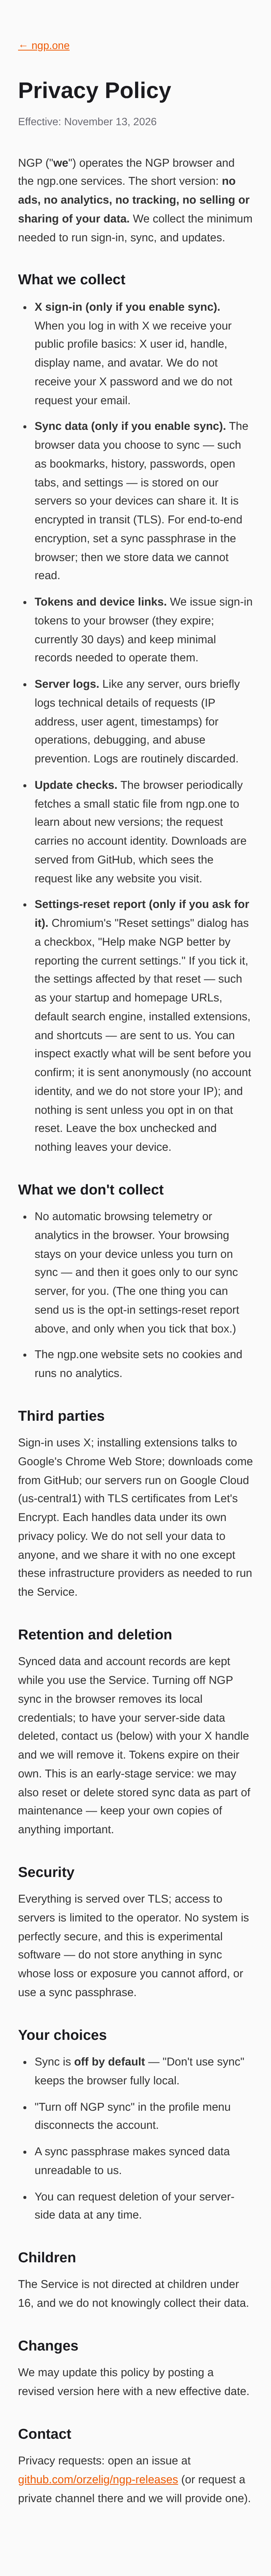 ← ngp.one
Privacy Policy
Effective: November 13, 2026
NGP ("we") operates the NGP browser and
the ngp.one services. The short version: no
ads, no analytics, no tracking, no selling or
sharing of your data. We collect the minimum
needed to run sign-in, sync, and updates.
What we collect
• X sign-in (only if you enable sync).
When you log in with X we receive your
public profile basics: X user id, handle,
display name, and avatar. We do not
receive your X password and we do not
request your email.
• Sync data (only if you enable sync). The
browser data you choose to sync — such
as bookmarks, history, passwords, open
tabs, and settings — is stored on our
servers so your devices can share it. It is
encrypted in transit (TLS). For end-to-end
encryption, set a sync passphrase in the
browser; then we store data we cannot
read.
• Tokens and device links. We issue sign-in
tokens to your browser (they expire;
currently 30 days) and keep minimal
records needed to operate them.
• Server logs. Like any server, ours briefly
logs technical details of requests (IP
address, user agent, timestamps) for
operations, debugging, and abuse
prevention. Logs are routinely discarded.
• Update checks. The browser periodically
fetches a small static file from ngp.one to
learn about new versions; the request
carries no account identity. Downloads are
served from GitHub, which sees the
request like any website you visit.
• Settings-reset report (only if you ask for
it). Chromium's "Reset settings" dialog has
a checkbox, "Help make NGP better by
reporting the current settings." If you tick it,
the settings affected by that reset — such
as your startup and homepage URLs,
default search engine, installed extensions,
and shortcuts — are sent to us. You can
inspect exactly what will be sent before you
confirm; it is sent anonymously (no account
identity, and we do not store your IP); and
nothing is sent unless you opt in on that
reset. Leave the box unchecked and
nothing leaves your device.
What we don't collect
• No automatic browsing telemetry or
analytics in the browser. Your browsing
stays on your device unless you turn on
sync — and then it goes only to our sync
server, for you. (The one thing you can
send us is the opt-in settings-reset report
above, and only when you tick that box.)
• The ngp.one website sets no cookies and
runs no analytics.
Third parties
Sign-in uses X; installing extensions talks to
Google's Chrome Web Store; downloads come
from GitHub; our servers run on Google Cloud
(us-central1) with TLS certificates from Let's
Encrypt. Each handles data under its own
privacy policy. We do not sell your data to
anyone, and we share it with no one except
these infrastructure providers as needed to run
the Service.
Retention and deletion
Synced data and account records are kept
while you use the Service. Turning off NGP
sync in the browser removes its local
credentials; to have your server-side data
deleted, contact us (below) with your X handle
and we will remove it. Tokens expire on their
own. This is an early-stage service: we may
also reset or delete stored sync data as part of
maintenance — keep your own copies of
anything important.
Security
Everything is served over TLS; access to
servers is limited to the operator. No system is
perfectly secure, and this is experimental
software — do not store anything in sync
whose loss or exposure you cannot afford, or
use a sync passphrase.
Your choices
• Sync is off by default — "Don't use sync"
keeps the browser fully local.
• "Turn off NGP sync" in the profile menu
disconnects the account.
• A sync passphrase makes synced data
unreadable to us.
• You can request deletion of your server-
side data at any time.
Children
The Service is not directed at children under
16, and we do not knowingly collect their data.
Changes
We may update this policy by posting a
revised version here with a new effective date.
Contact
Privacy requests: open an issue at
github.com/orzelig/ngp-releases (or request a
private channel there and we will provide one).